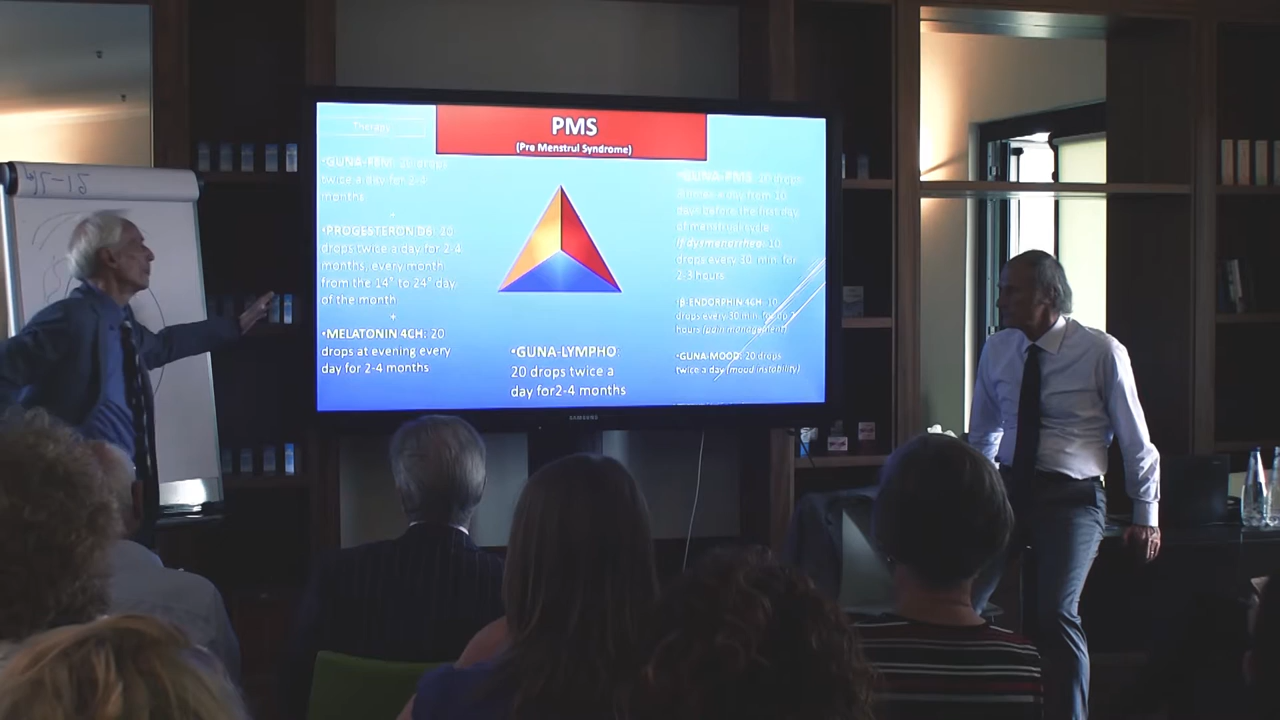 45-15
Therapy
PMS
(Pre Menstrul Syndrome)
•GUNA-FEM: 20 drops
twice a day for 2-4
months
•PROGESTERON D6: 20
drops twice a day for 2-4
months, every month
from the 14° to 24° day
of the month
+
•MELATONIN 4CH: 20
drops at evening every
day for 2-4 months
•GUNA-LYMPHO:
20 drops twice a
day for2-4 months
20 drops
a day from 10
days before the first day
of menstrual cycle
If dysmenorrhea: 10
drops every 30 min. for
2-3 hours
β-ENDORPHIN 4CH: 10
drops every 30 min for up 2
hours (pain management)
•GUNA-MOOD: 20 drops
twice a day (mood instability)
SAMSUNG